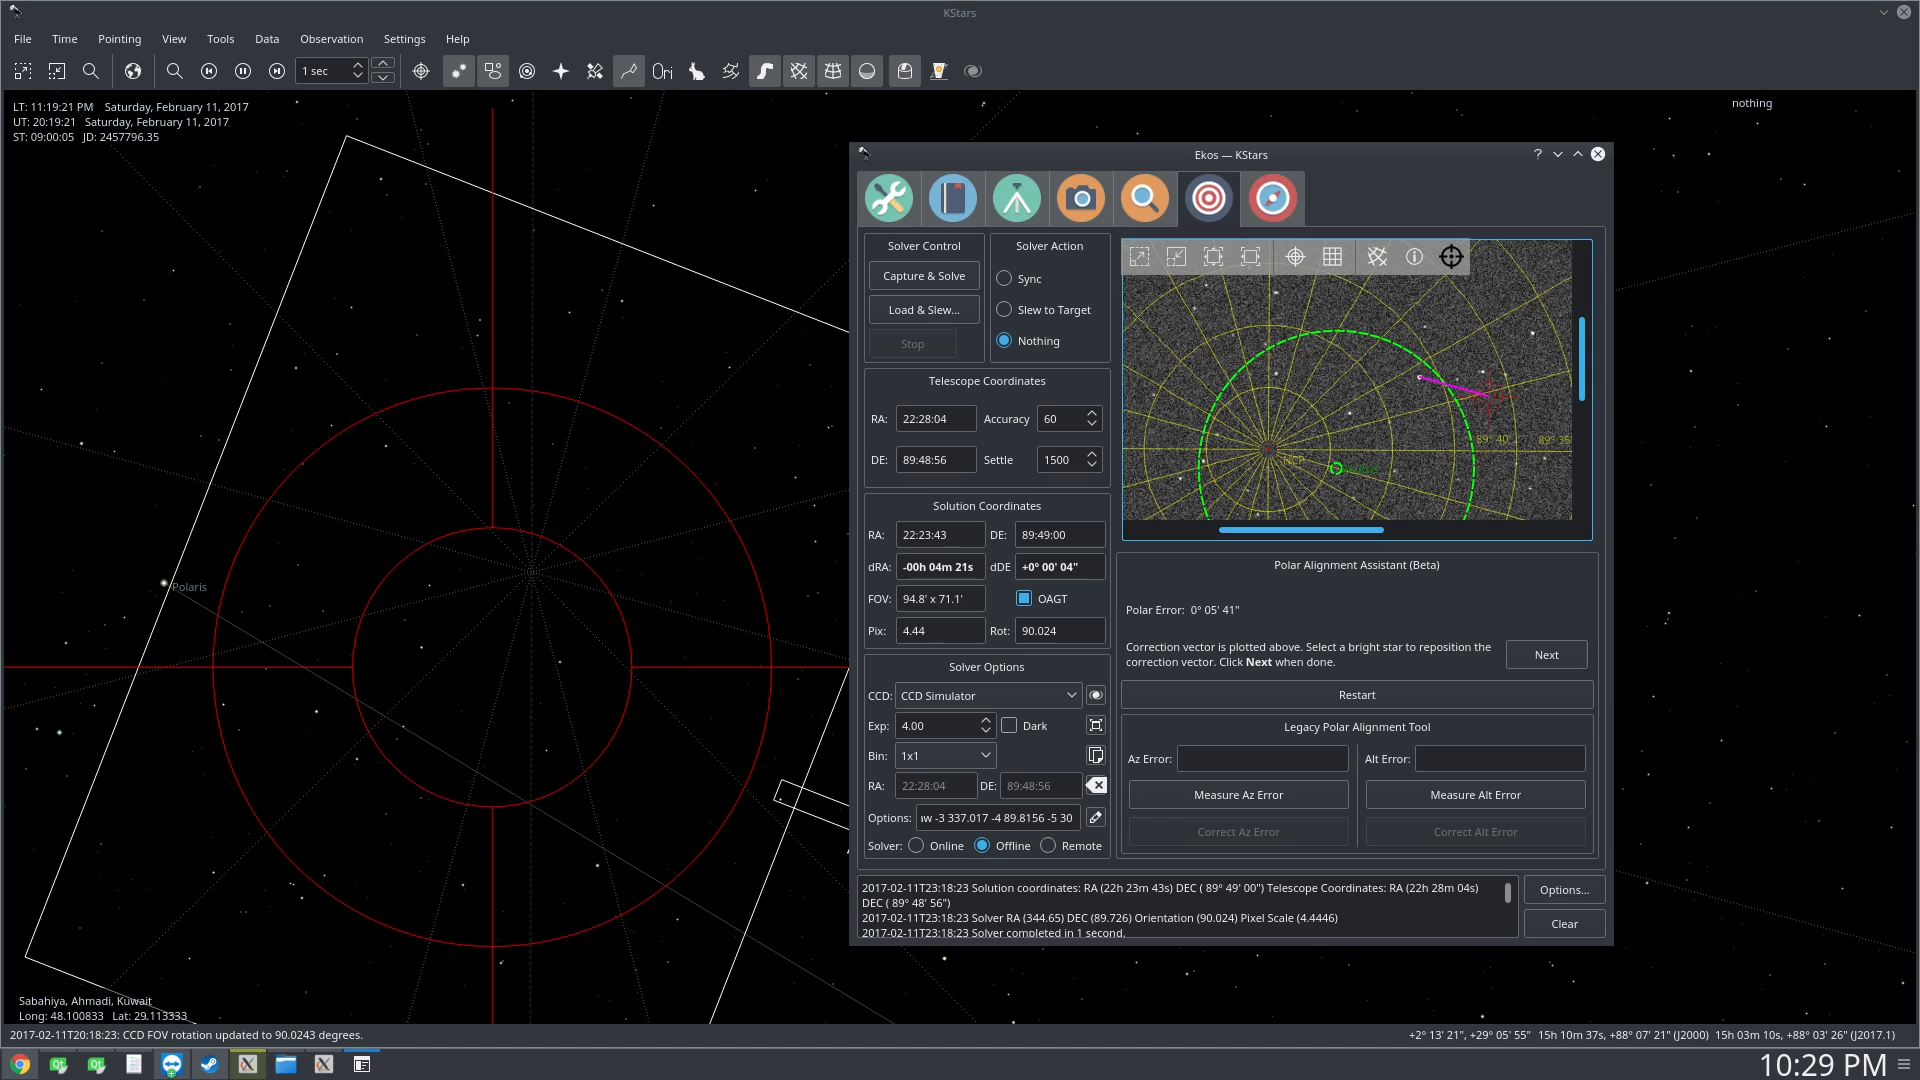 KStars
File Time Pointing View Tools Data Observation Settings Help
1 sec
Ori
LT: 11:19:21 PM Saturday, February 11, 2017
UT: 20:19:21 Saturday, February 11, 2017
ST: 09:00:05 JD: 2457796.35
nothing
Polaris
Ekos — KStars
Solver Control
Capture & Solve
Load & Slew...
Stop
Solver Action
Sync
Slew to Target
Nothing
Telescope Coordinates
RA: 22:28:04 Accuracy 60
DE: 89:48:56 Settle 1500
Solution Coordinates
RA: 22:23:43 DE: 89:49:00
dRA: -00h 04m 21s dDE +0° 00' 04"
FOV: 94.8' x 71.1' OAGT
Pix: 4.44 Rot: 90.024
Solver Options
CCD: CCD Simulator
Exp: 4.00 Dark
Bin: 1x1
RA: 22:28:04 DE: 89:48:56
Options: -3 337.017 -4 89.8156 -5 30
Solver: Online Offline Remote
89° 40' 89° 35'
NCP
Polar Alignment Assistant (Beta)
Polar Error: 0° 05' 41"
Correction vector is plotted above. Select a bright star to reposition the
correction vector. Click Next when done.
Next
Restart
Legacy Polar Alignment Tool
Az Error: Alt Error:
Measure Az Error Measure Alt Error
Correct Az Error Correct Alt Error
2017-02-11T23:18:23 Solution coordinates: RA (22h 23m 43s) DEC ( 89° 49' 00") Telescope Coordinates: RA (22h 28m 04s)
DEC ( 89° 48' 56")
2017-02-11T23:18:23 Solver RA (344.65) DEC (89.726) Orientation (90.024) Pixel Scale (4.4446)
2017-02-11T23:18:23 Solver completed in 1 second.
Options...
Clear
Sabahiya, Ahmadi, Kuwait
Long: 48.100833 Lat: 29.113333
2017-02-11T20:18:23: CCD FOV rotation updated to 90.0243 degrees.
+2° 13' 21", +29° 05' 55" 15h 10m 37s, +88° 07' 21" (J2000) 15h 03m 10s, +88° 03' 26" (J2017.1)
10:29 PM